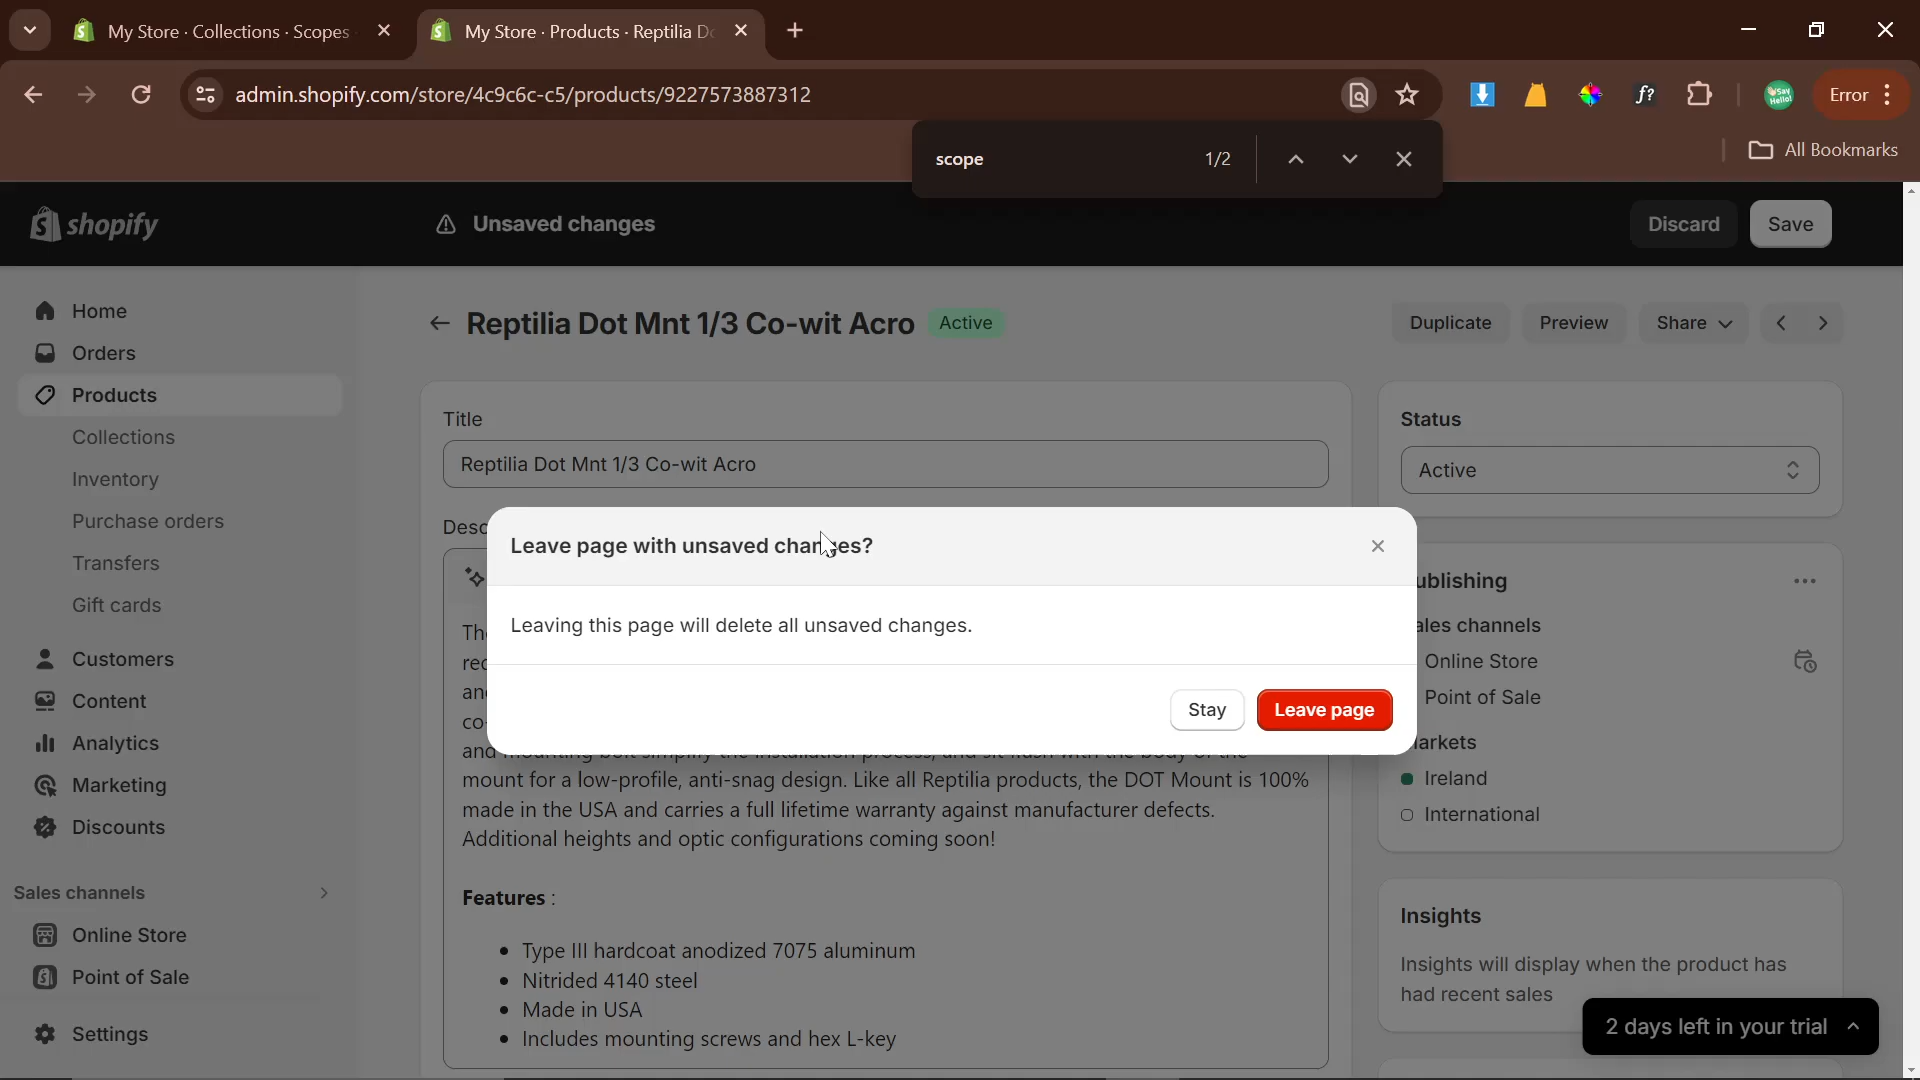 My Store · Collections · Scopes
My Store · Products · Reptilia
admin.shopify.com/store/4c9c6c-c5/products/9227573887312
f?
Say Hello!
Error
scope
1/2
All Bookmarks
shopify
Unsaved changes
Discard
Save
Home
Orders
Products
Collections
Inventory
Purchase orders
Transfers
Gift cards
Customers
Content
Analytics
Marketing
Discounts
Sales channels
Online Store
Point of Sale
Settings
Reptilia Dot Mnt 1/3 Co-wit Acro
Active
Duplicate
Preview
Share
Title
Reptilia Dot Mnt 1/3 Co-wit Acro
Leave page with unsaved changes?
Leaving this page will delete all unsaved changes.
Stay
Leave page
mount for a low-profile, anti-snag design. Like all Reptilia products, the DOT Mount is 100%
made in the USA and carries a full lifetime warranty against manufacturer defects.
Additional heights and optic configurations coming soon!
Features :
• Type III hardcoat anodized 7075 aluminum
• Nitrided 4140 steel
• Made in USA
• Includes mounting screws and hex L-key
Status
Active
ublishing
ales channels
Online Store
Point of Sale
arkets
Ireland
International
Insights
Insights will display when the product has
had recent sales
2 days left in your trial